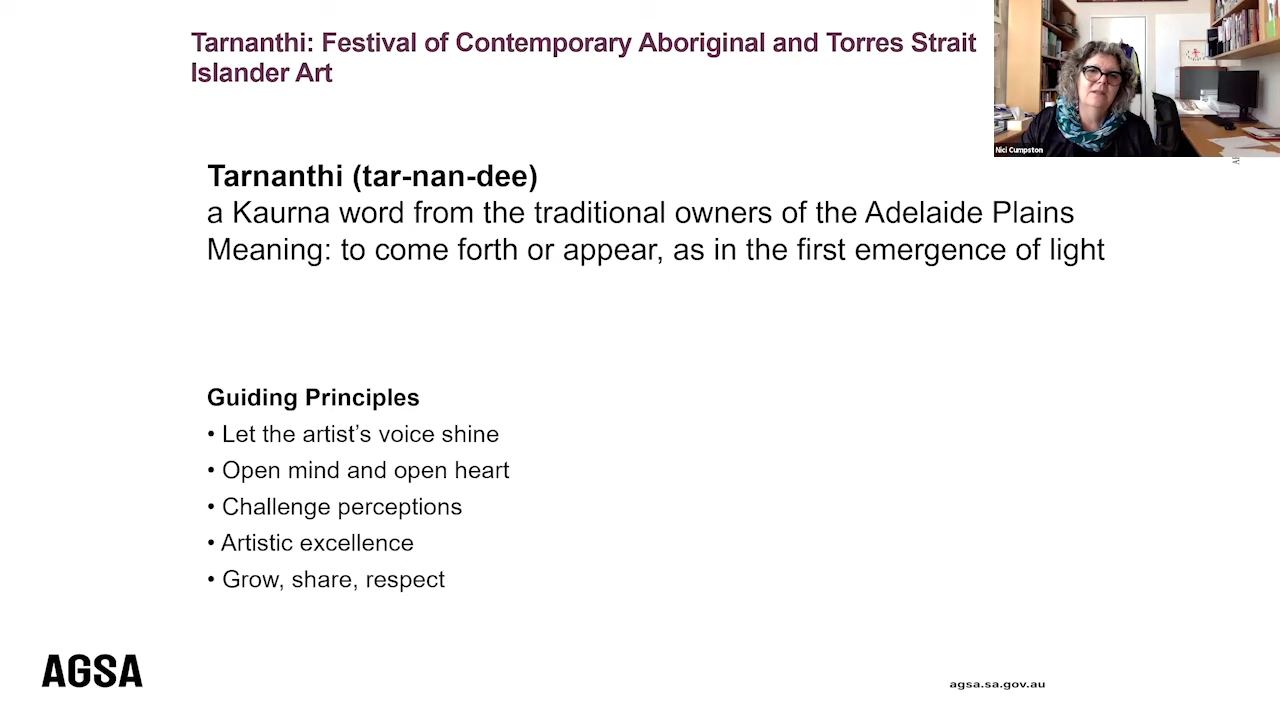 Tarnanthi: Festival of Contemporary Aboriginal and Torres Strait
Islander Art
Nici Cumpston
Tarnanthi (tar-nan-dee)
a Kaurna word from the traditional owners of the Adelaide Plains
Meaning: to come forth or appear, as in the first emergence of light
Guiding Principles
• Let the artist’s voice shine
• Open mind and open heart
• Challenge perceptions
• Artistic excellence
• Grow, share, respect
AGSA
agsa.sa.gov.au